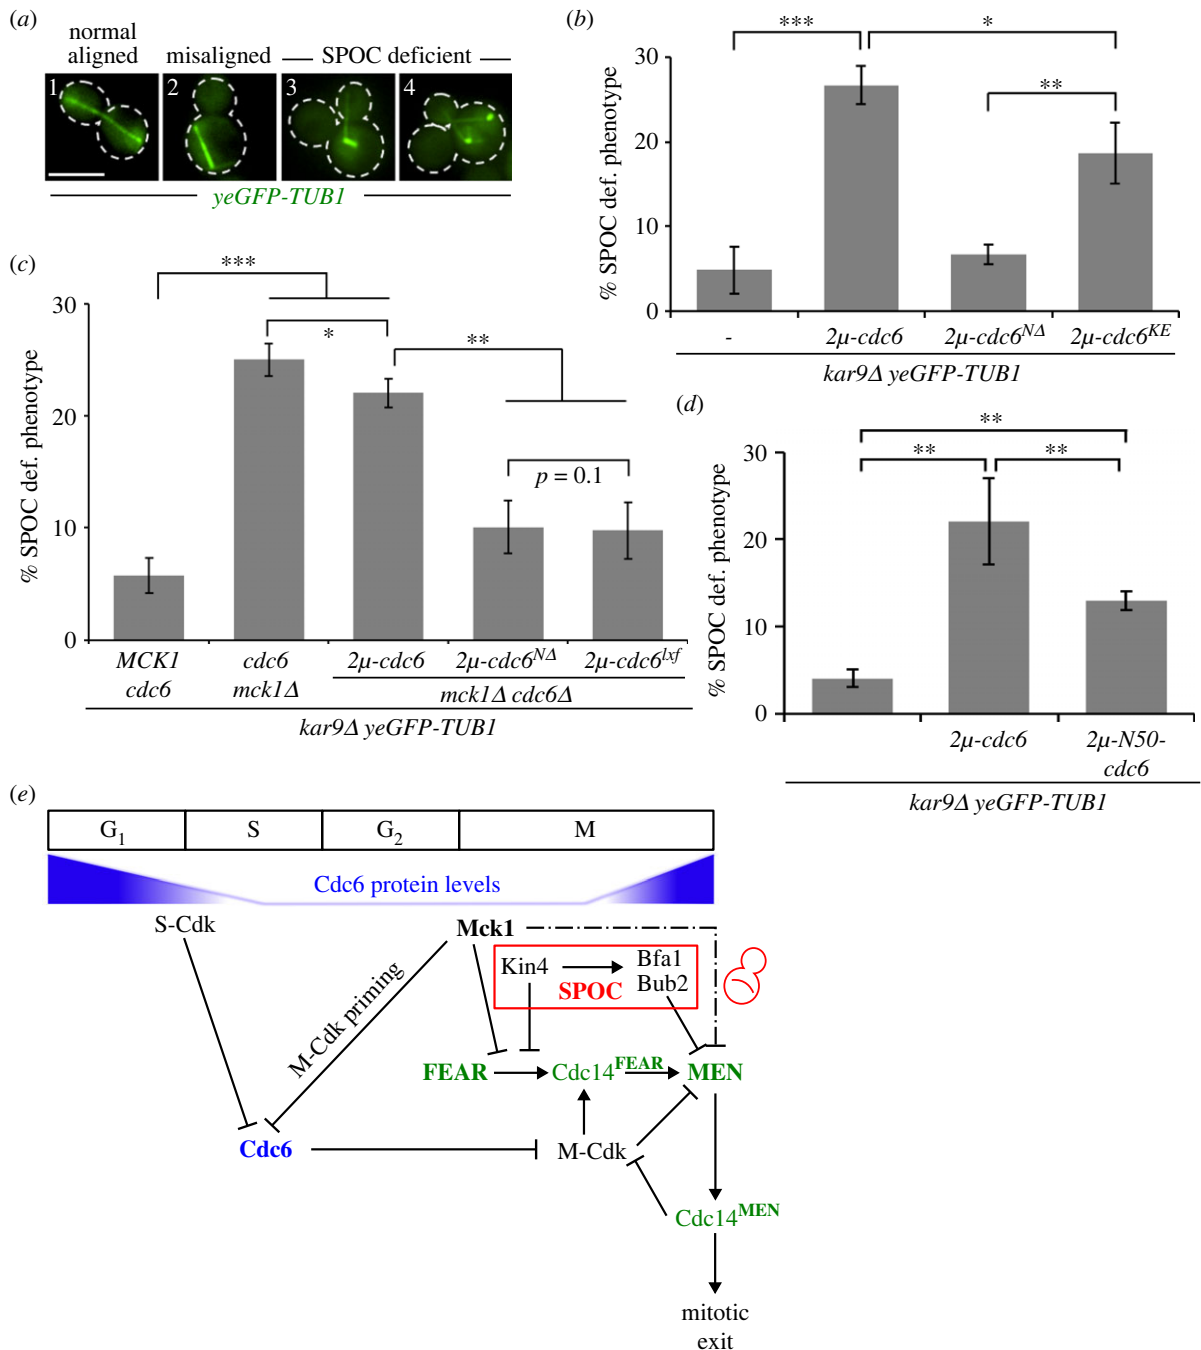 (a)
normal
aligned misaligned SPOC deficient
1 2 3 4
yeGFP-TUB1
(b)
% SPOC def. phenotype
30
20
10
0
*** * **
- 2µ-cdc6 2µ-cdc6^NΔ 2µ-cdc6^KE
kar9Δ yeGFP-TUB1
(c)
% SPOC def. phenotype
30
20
10
0
***
* **
p = 0.1
MCK1 cdc6 2µ-cdc6 2µ-cdc6^NΔ 2µ-cdc6^lxf
cdc6 mck1Δ mck1Δ cdc6Δ
kar9Δ yeGFP-TUB1
(d)
% SPOC def. phenotype
30
20
10
0
**
** **
2µ-cdc6 2µ-N50-
cdc6
kar9Δ yeGFP-TUB1
(e)
G1 S G2 M
Cdc6 protein levels
S-Cdk Mck1
Kin4 Bfa1
SPOC Bub2
M-Cdk priming
FEAR Cdc14^FEAR MEN
Cdc6 M-Cdk
Cdc14^MEN
mitotic
exit